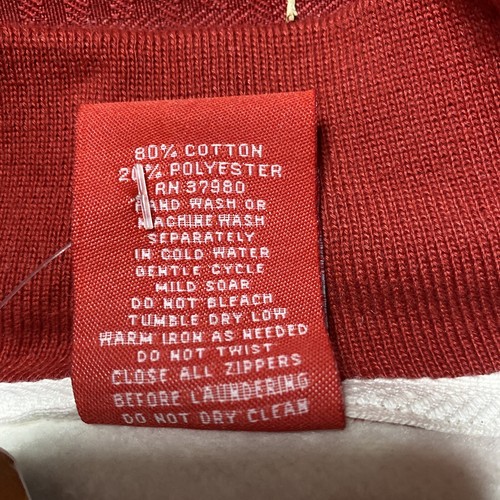 80% COTTON
20% POLYESTER
RN 37980
HAND WASH OR
MACHINE WASH
SEPARATELY
IN COLD WATER
GENTLE CYCLE
MILD SOAP
DO NOT BLEACH
TUMBLE DRY LOW
WARM IRON AS NEEDED
DO NOT TWIST
CLOSE ALL ZIPPERS
BEFORE LAUNDERING
DO NOT DRY CLEAN